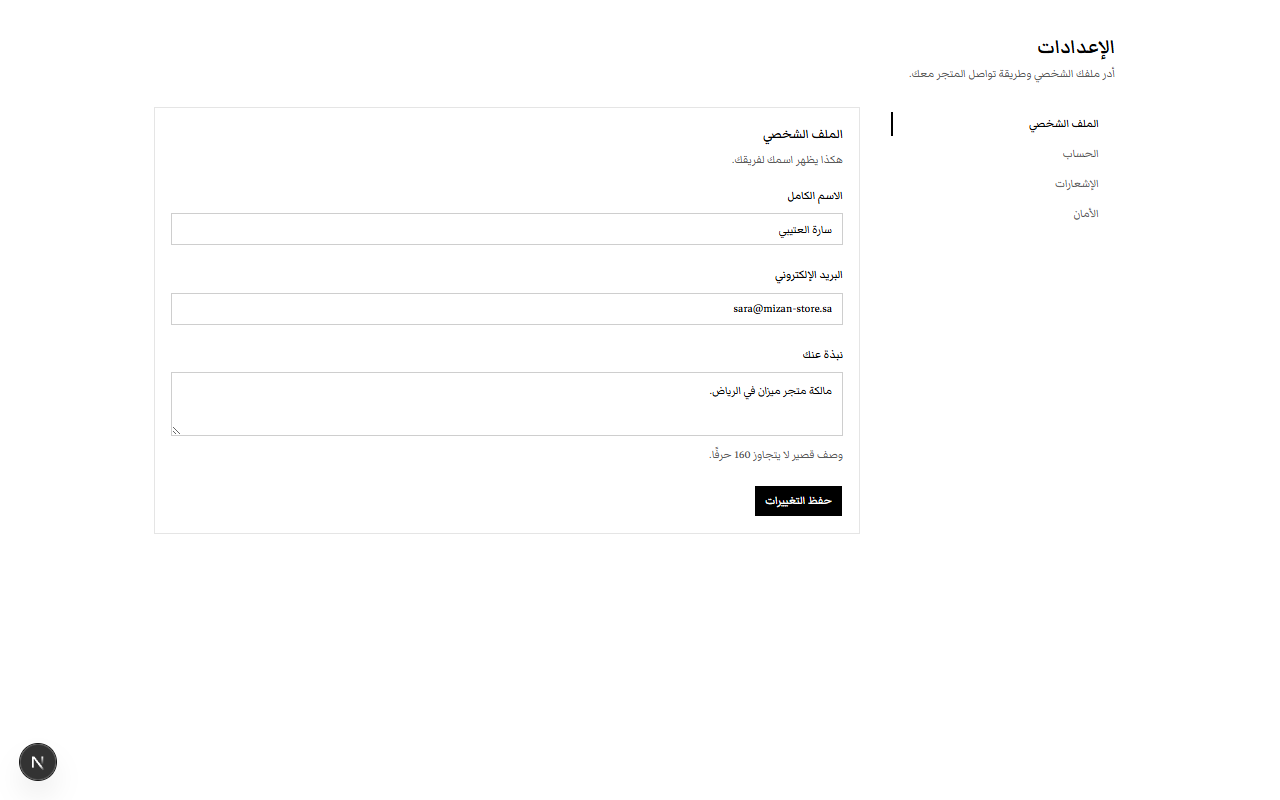 الإعدادات
أدر ملفك الشخصي وطريقة تواصل المتجر معك.
الملف الشخصي
الحساب
الإشعارات
الأمان
الملف الشخصي
هكذا يظهر اسمك لفريقك.
الاسم الكامل
سارة العتيبي
البريد الإلكتروني
sara@mizan-store.sa
نبذة عنك
مالكة متجر ميزان في الرياض.
وصف قصير لا يتجاوز 160 حرفًا.
حفظ التغييرات
N